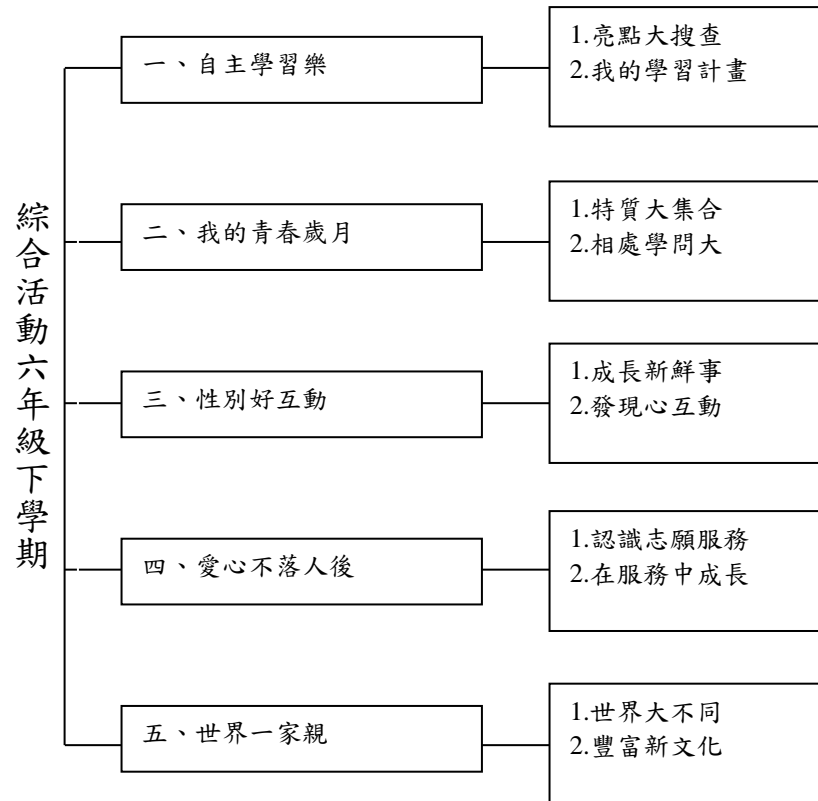 綜合活動六年級下學期
一、自主學習樂
1.亮點大搜查
2.我的學習計畫
二、我的青春歲月
1.特質大集合
2.相處學問大
三、性別好互動
1.成長新鮮事
2.發現心互動
四、愛心不落人後
1.認識志願服務
2.在服務中成長
五、世界一家親
1.世界大不同
2.豐富新文化